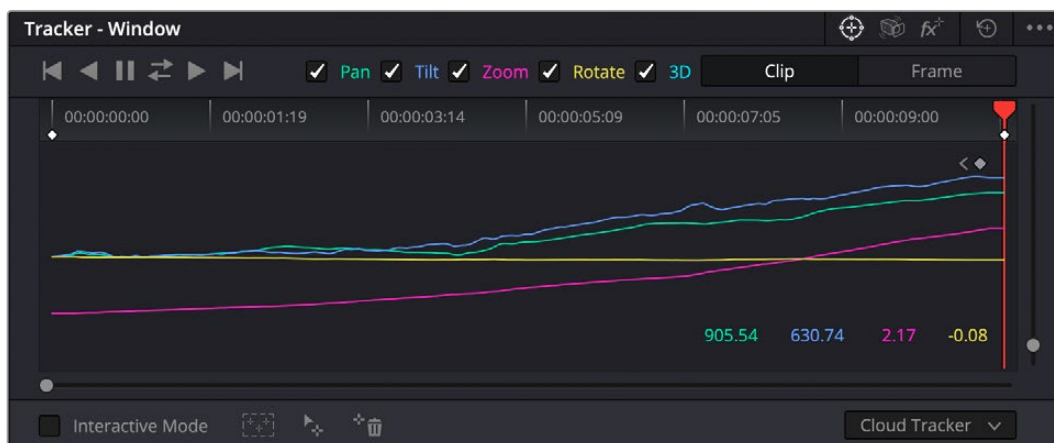 Tracker - Window
Pan Tilt Zoom Rotate 3D Clip Frame
00:00:00:00 00:00:01:19 00:00:03:14 00:00:05:09 00:00:07:05 00:00:09:00
905.54 630.74 2.17 -0.08
Interactive Mode Cloud Tracker